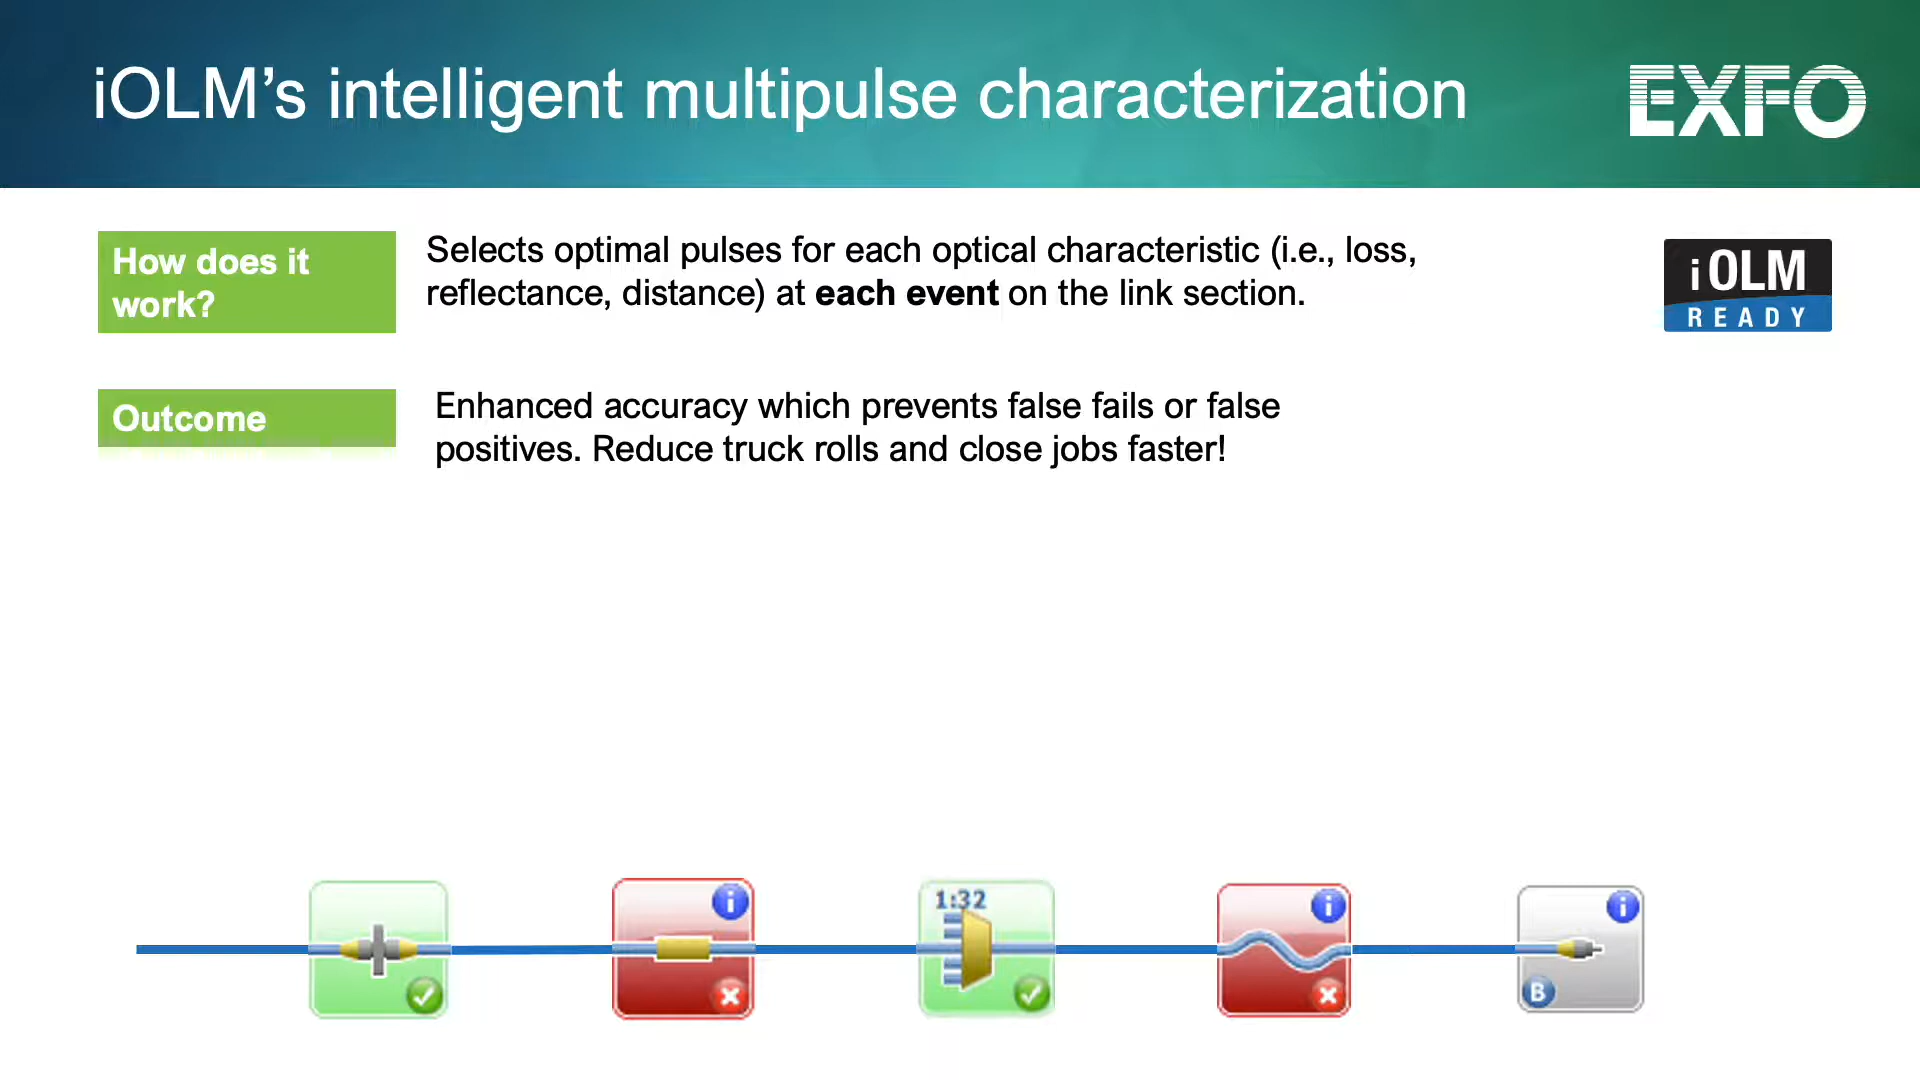 iOLM’s intelligent multipulse characterization
EXFO
How does it
work?
Selects optimal pulses for each optical characteristic (i.e., loss,
reflectance, distance) at each event on the link section.
iOLM
READY
Outcome
Enhanced accuracy which prevents false fails or false
positives. Reduce truck rolls and close jobs faster!
i
1:32
i
i
B